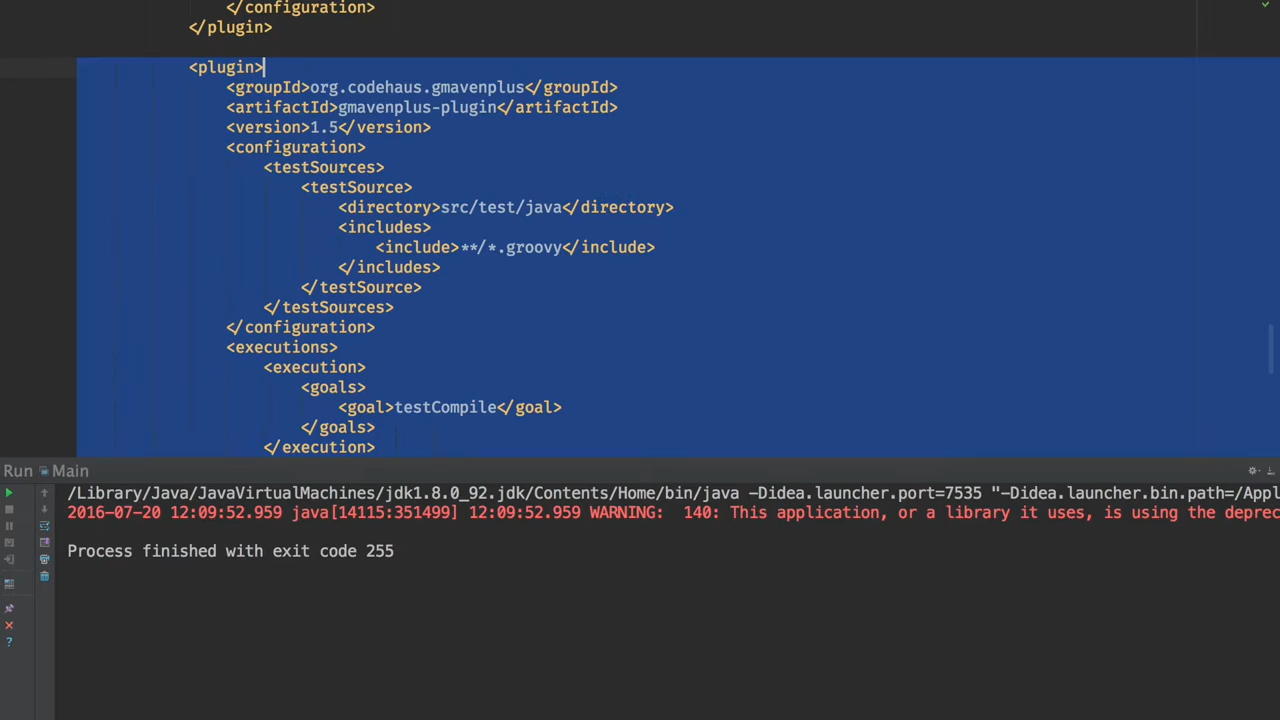 </configuration>
</plugin>
<plugin>
<groupId>org.codehaus.gmavenplus</groupId>
<artifactId>gmavenplus-plugin</artifactId>
<version>1.5</version>
<configuration>
<testSources>
<testSource>
<directory>src/test/java</directory>
<includes>
<include>**/*.groovy</include>
</includes>
</testSource>
</testSources>
</configuration>
<executions>
<execution>
<goals>
<goal>testCompile</goal>
</goals>
</execution>
Run Main
/Library/Java/JavaVirtualMachines/jdk1.8.0_92.jdk/Contents/Home/bin/java -Didea.launcher.port=7535 "-Didea.launcher.bin.path=/Appl
2016-07-20 12:09:52.959 java[14115:351499] 12:09:52.959 WARNING:  140: This application, or a library it uses, is using the deprec
Process finished with exit code 255